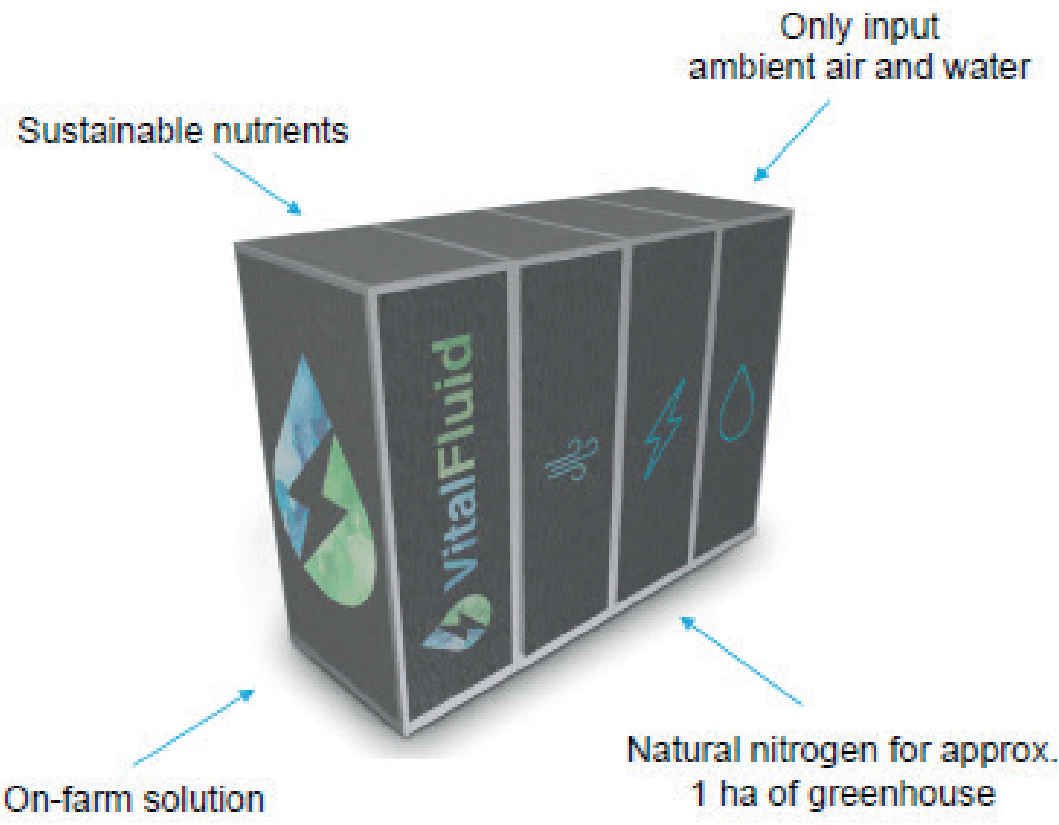 Only input
ambient air and water
Sustainable nutrients
VitalFluid
On-farm solution
Natural nitrogen for approx.
1 ha of greenhouse